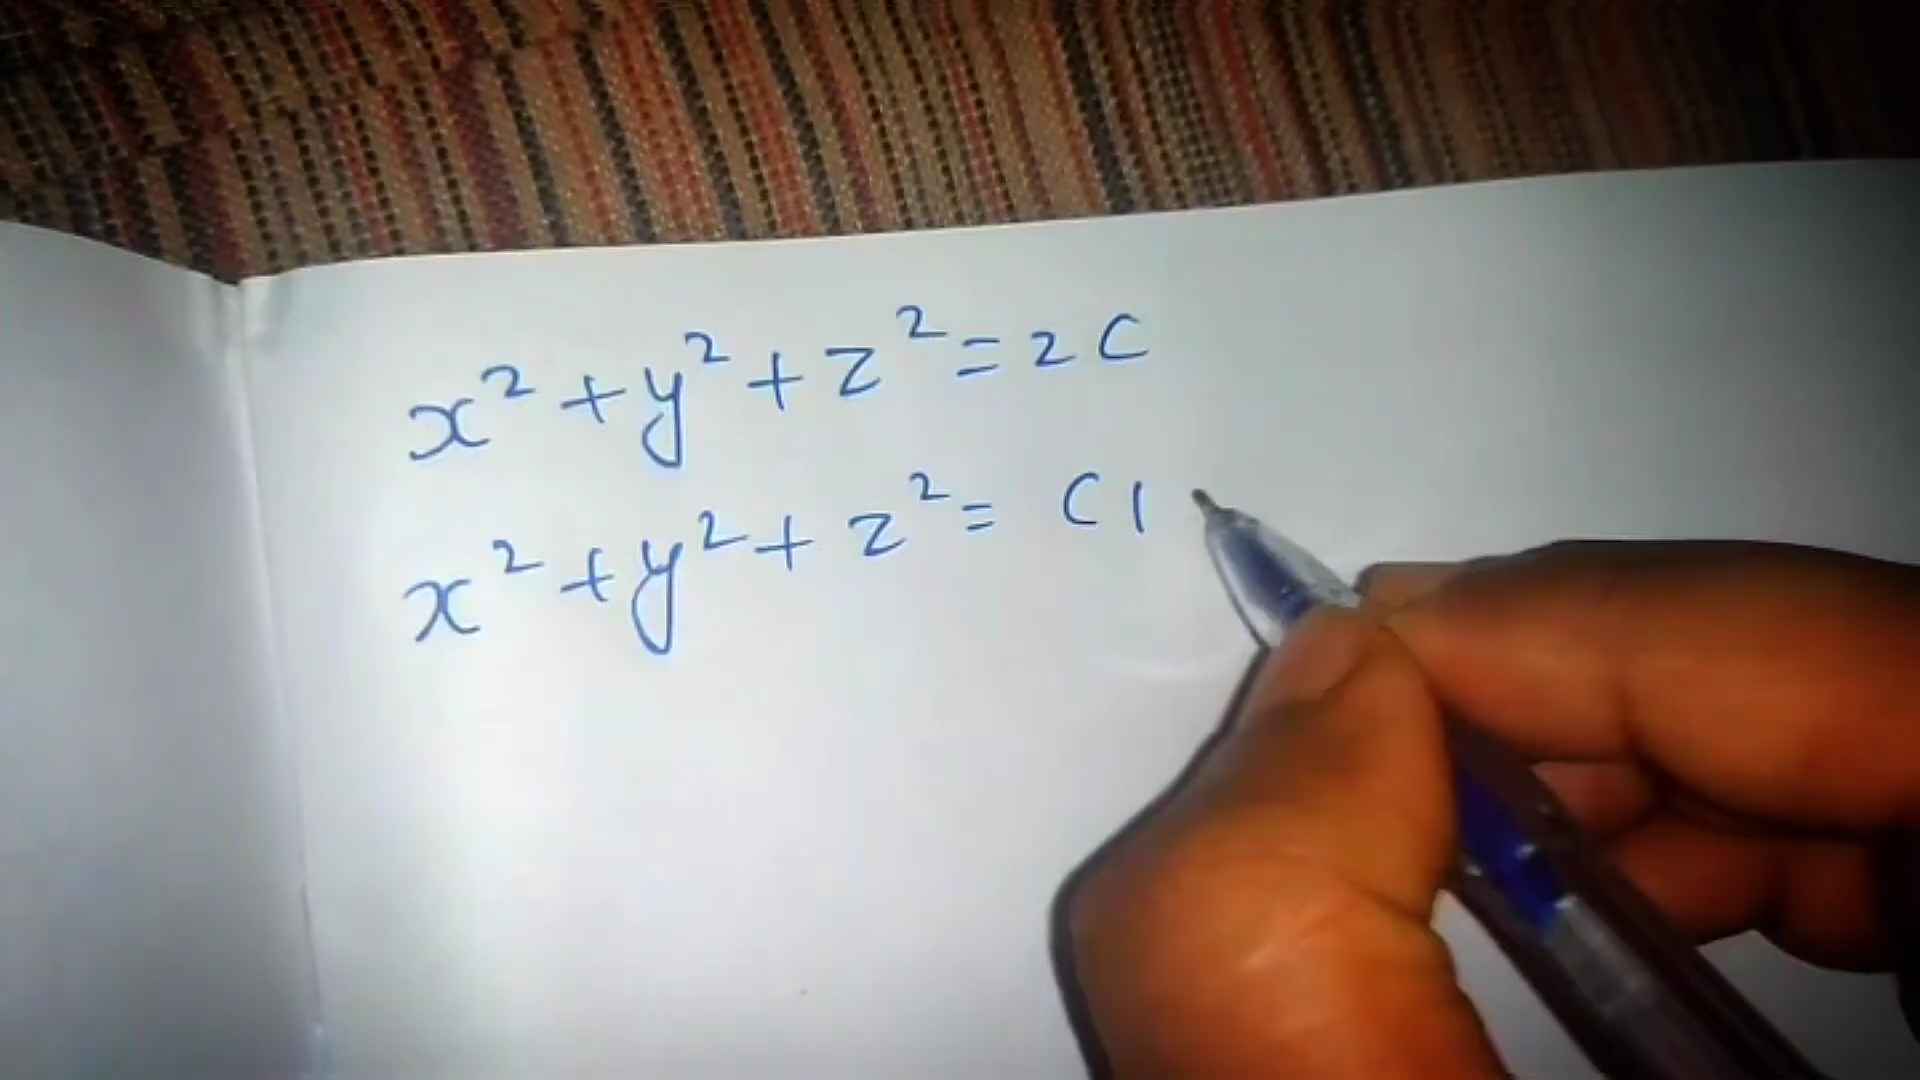 x² + y² + z² = 2C
x² + y² + z² = C1